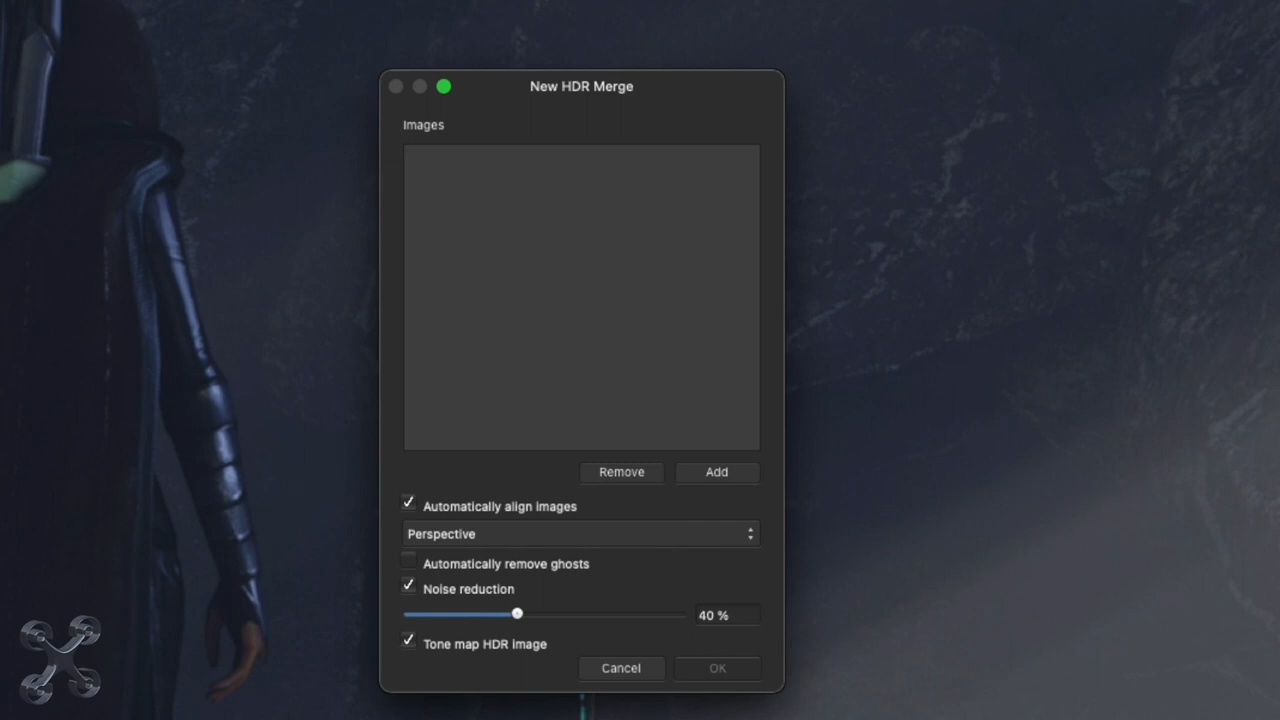 New HDR Merge
Images
Remove
Add
Automatically align images
Perspective
Automatically remove ghosts
Noise reduction
40 %
Tone map HDR image
Cancel
OK